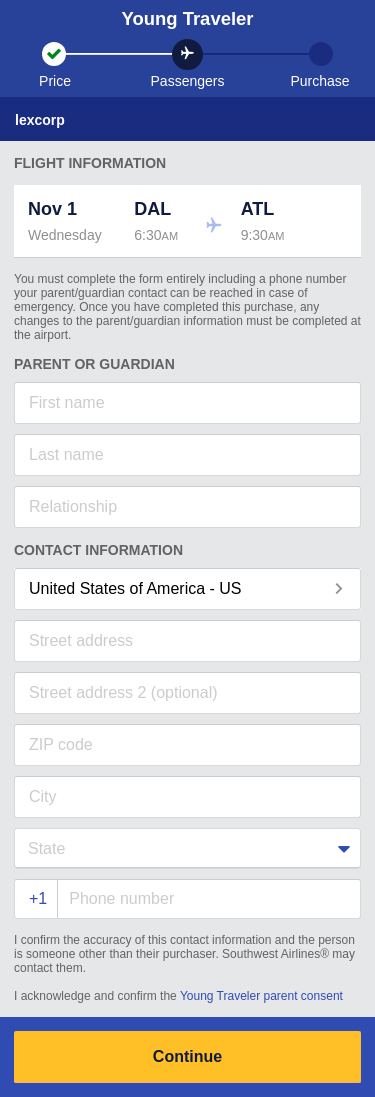 Young Traveler
Price
Passengers
Purchase
lexcorp
FLIGHT INFORMATION
Nov 1
DAL
ATL
Wednesday
6:30AM
9:30AM
You must complete the form entirely including a phone number
your parent/guardian contact can be reached in case of
emergency. Once you have completed this purchase, any
changes to the parent/guardian information must be completed at
the airport.
PARENT OR GUARDIAN
First name
Last name
Relationship
CONTACT INFORMATION
United States of America - US
Street address
Street address 2 (optional)
ZIP code
City
State
+1 Phone number
I confirm the accuracy of this contact information and the person
is someone other than their purchaser. Southwest Airlines® may
contact them.
I acknowledge and confirm the Young Traveler parent consent
Continue